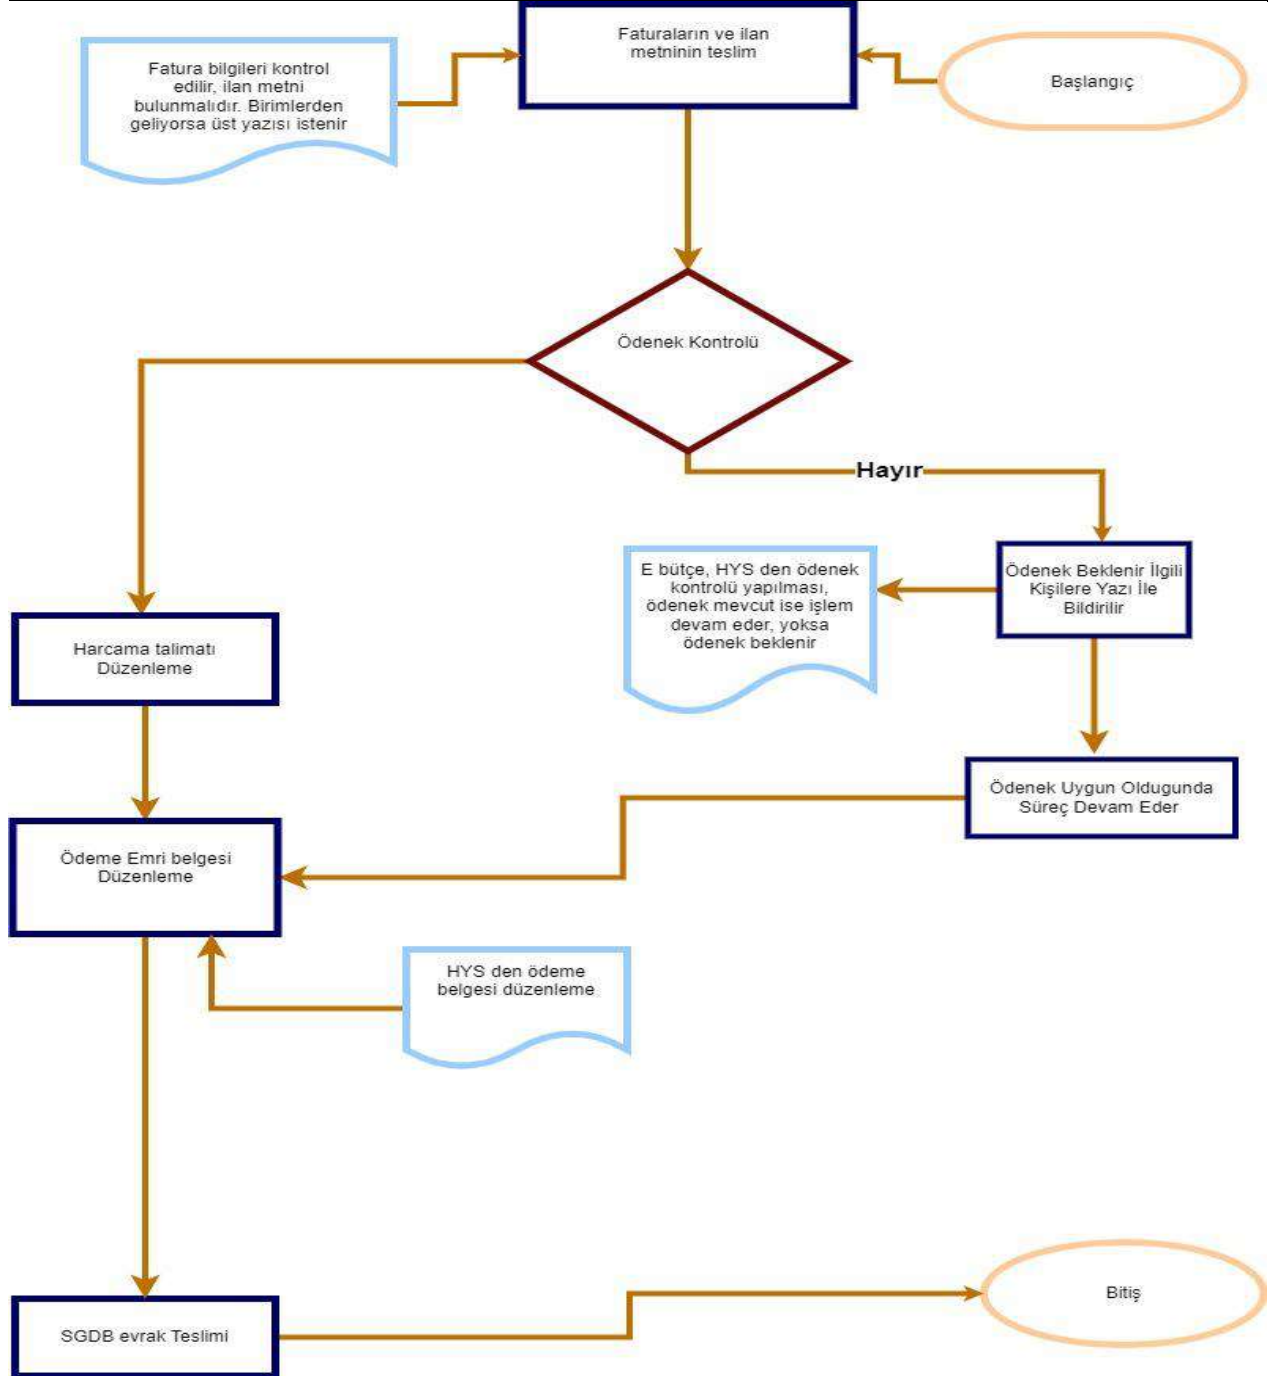 Faturaların ve ilan
metninin teslim
Başlangıç
Fatura bilgileri kontrol
edilir, ilan metni
bulunmalıdır. Birimlerden
geliyorsa üst yazısı istenir
Ödenek Kontrolü
Hayır
Ödenek Beklenir İlgili
Kişilere Yazı İle
Bildirilir
E bütçe, HYS den ödenek
kontrolü yapılması,
ödenek mevcut ise işlem
devam eder, yoksa
ödenek beklenir
Harcama talimatı
Düzenleme
Ödenek Uygun Oldugunda
Süreç Devam Eder
Ödeme Emri belgesi
Düzenleme
HYS den ödeme
belgesi düzenleme
SGDB evrak Teslimi
Bitiş